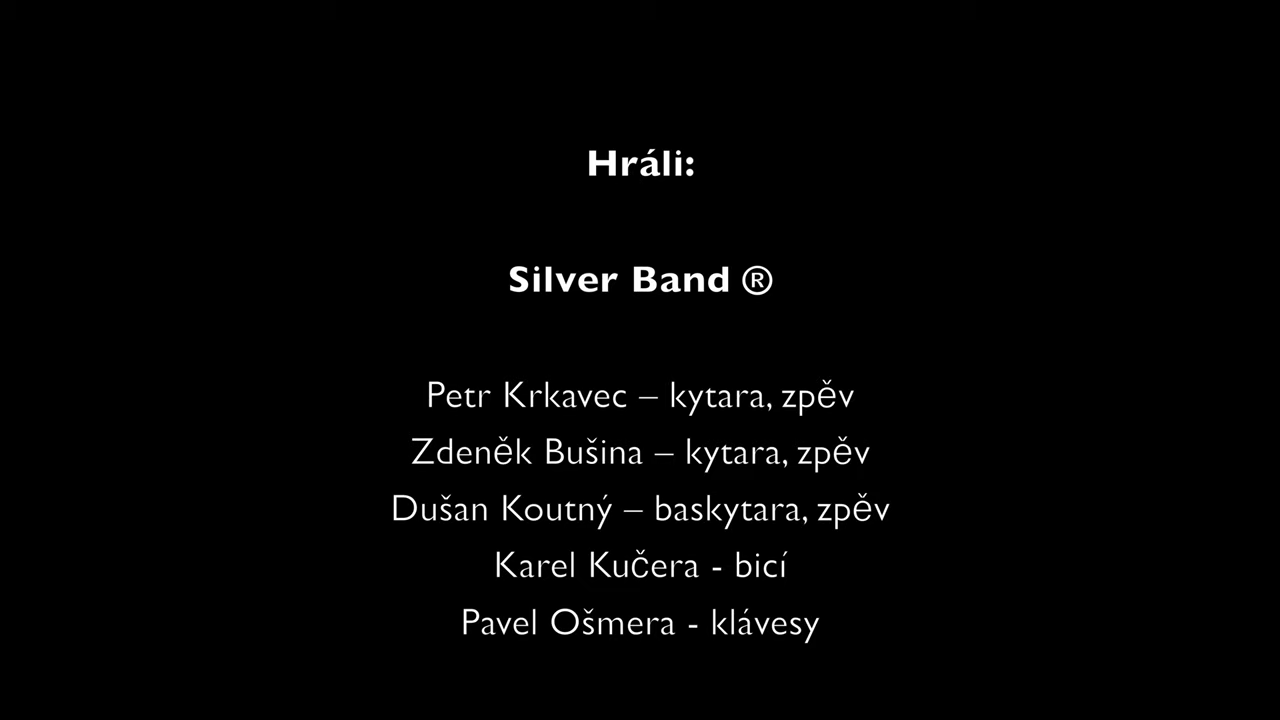 Hráli:
Silver Band ®
Petr Krkavec – kytara, zpěv
Zdeněk Bušina – kytara, zpěv
Dušan Koutný – baskytara, zpěv
Karel Kučera - bicí
Pavel Ošmera - klávesy